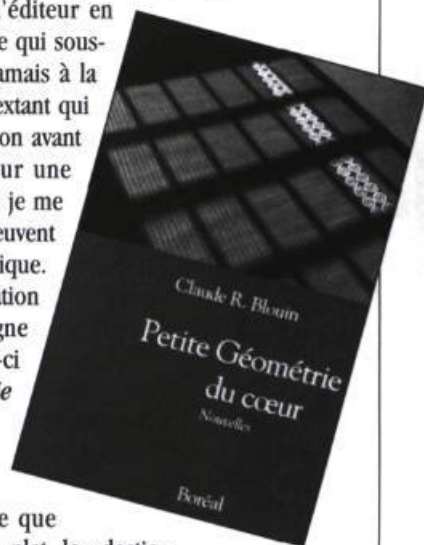 l'éditeur en
e qui sous-
amais à la
extant qui
on avant
ur une
je me
euvent
ique.
tion
gne
-ci
e
e que
Claude R. Blouin
Petite Géométrie
du cœur
Nouvelles
Boréal